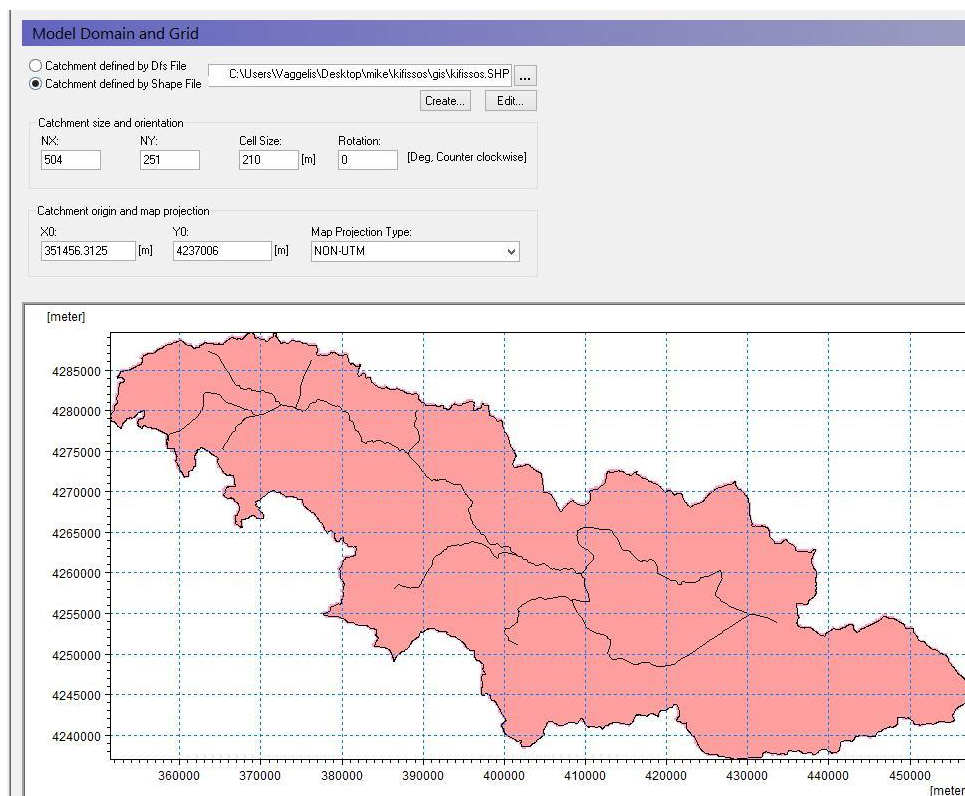 Model Domain and Grid
Catchment defined by Dfs File
Catchment defined by Shape File
C:\Users\Vaggelis\Desktop\mike\kifissos\gis\kifissos.SHP
...
Create...
Edit...
Catchment size and orientation
NX:
NY:
Cell Size:
Rotation:
504
251
210
[m]
0
[Deg, Counter clockwise]
Catchment origin and map projection
X0:
Y0:
Map Projection Type:
351456.3125
[m]
4237006
[m]
NON-UTM
[meter]
4285000
4280000
4275000
4270000
4265000
4260000
4255000
4250000
4245000
4240000
360000 370000 380000 390000 400000 410000 420000 430000 440000 450000
[meter